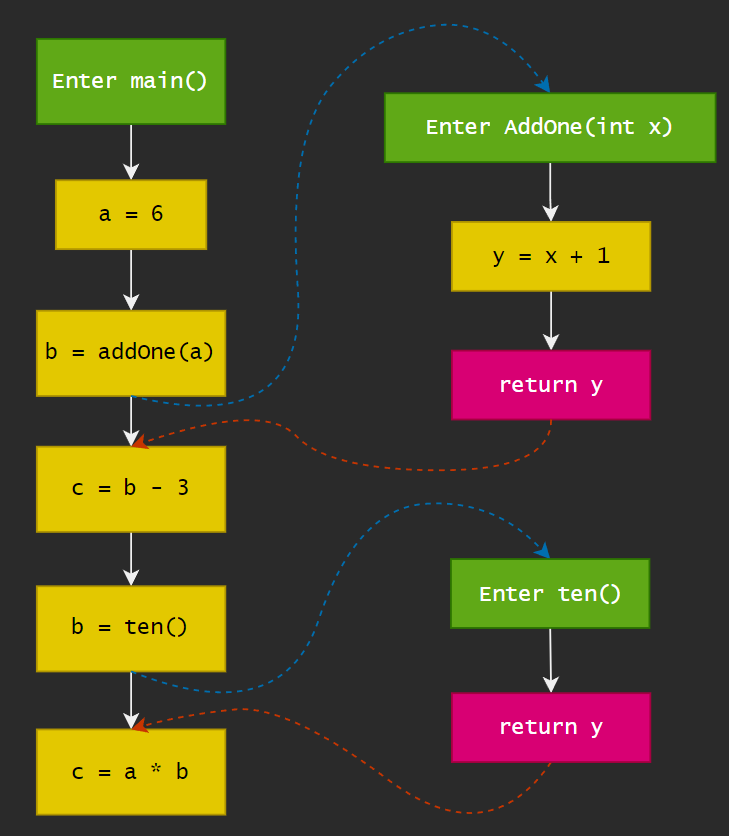 Enter main()
a = 6
b = addOne(a)
c = b - 3
b = ten()
c = a * b
Enter AddOne(int x)
y = x + 1
return y
Enter ten()
return y